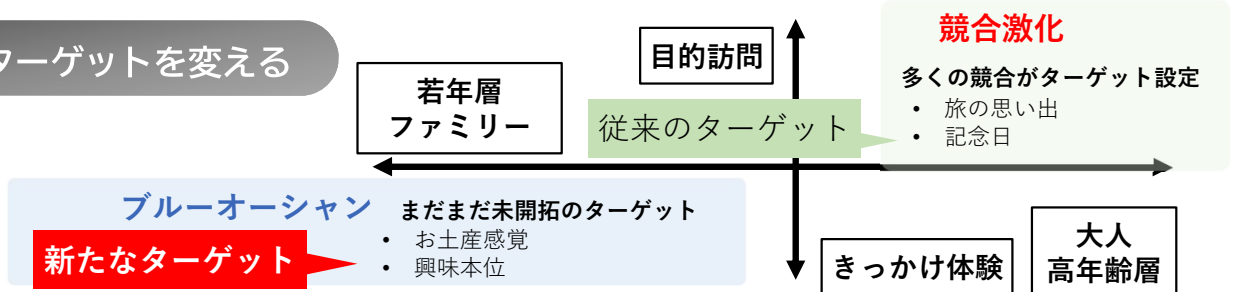 ターゲットを変える
目的訪問
若年層
ファミリー
従来のターゲット
競合激化
多くの競合がターゲット設定
• 旅の思い出
• 記念日
ブルーオーシャン まだまだ未開拓のターゲット
• お土産感覚
• 興味本位
新たなターゲット
きっかけ体験
大人
高年齢層